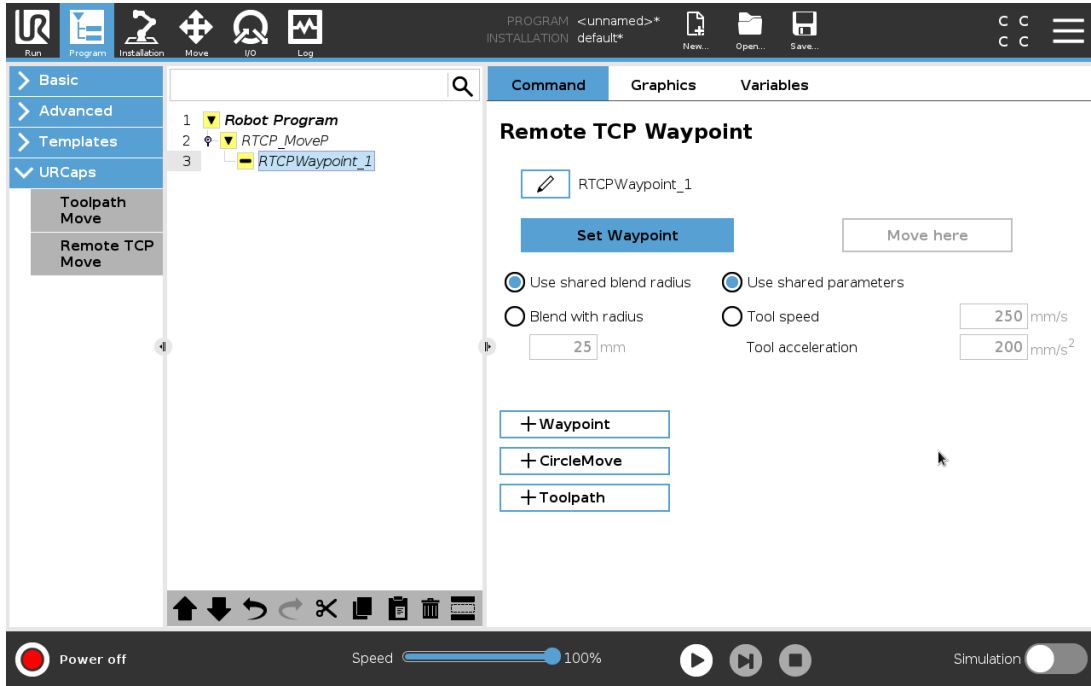 PROGRAM <unnamed>*
INSTALLATION default*
UR
Run
Program
Installation
Move
I/O
Log
New...
Open...
Save...
C C
C C
Basic
Advanced
Templates
URCaps
Toolpath
Move
Remote TCP
Move
1 Robot Program
2 RTCP_MoveP
3 RTCPWaypoint_1
Command Graphics Variables
Remote TCP Waypoint
RTCPWaypoint_1
Set Waypoint Move here
Use shared blend radius Use shared parameters
Blend with radius Tool speed 250 mm/s
25 mm Tool acceleration 200 mm/s²
+ Waypoint
+ CircleMove
+ Toolpath
Power off Speed 100% Simulation